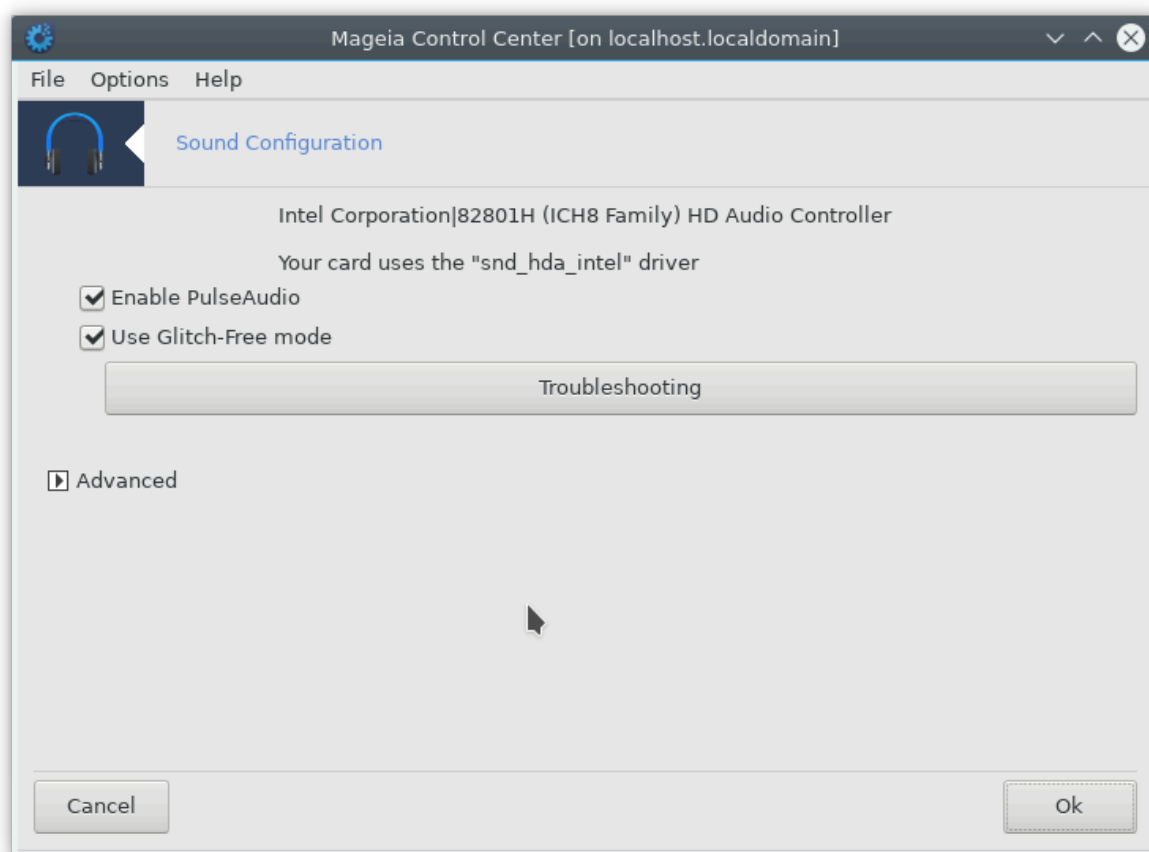 Mageia Control Center [on localhost.localdomain]
File Options Help
Sound Configuration
Intel Corporation|82801H (ICH8 Family) HD Audio Controller
Your card uses the "snd_hda_intel" driver
Enable PulseAudio
Use Glitch-Free mode
Troubleshooting
Advanced
Cancel Ok